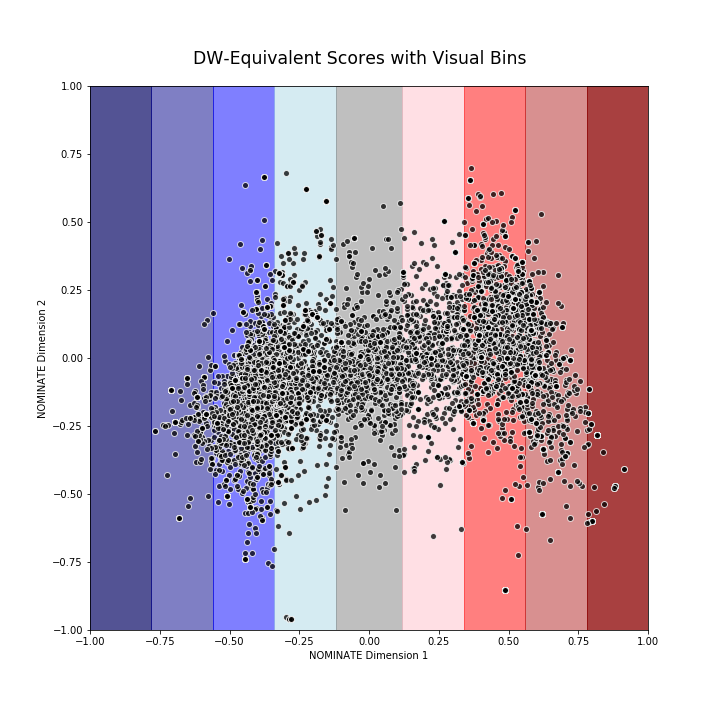 DW-Equivalent Scores with Visual Bins
1.00
0.75
0.50
0.25
0.00
−0.25
−0.50
−0.75
−1.00
NOMINATE Dimension 2
−1.00 −0.75 −0.50 −0.25 0.00 0.25 0.50 0.75 1.00
NOMINATE Dimension 1